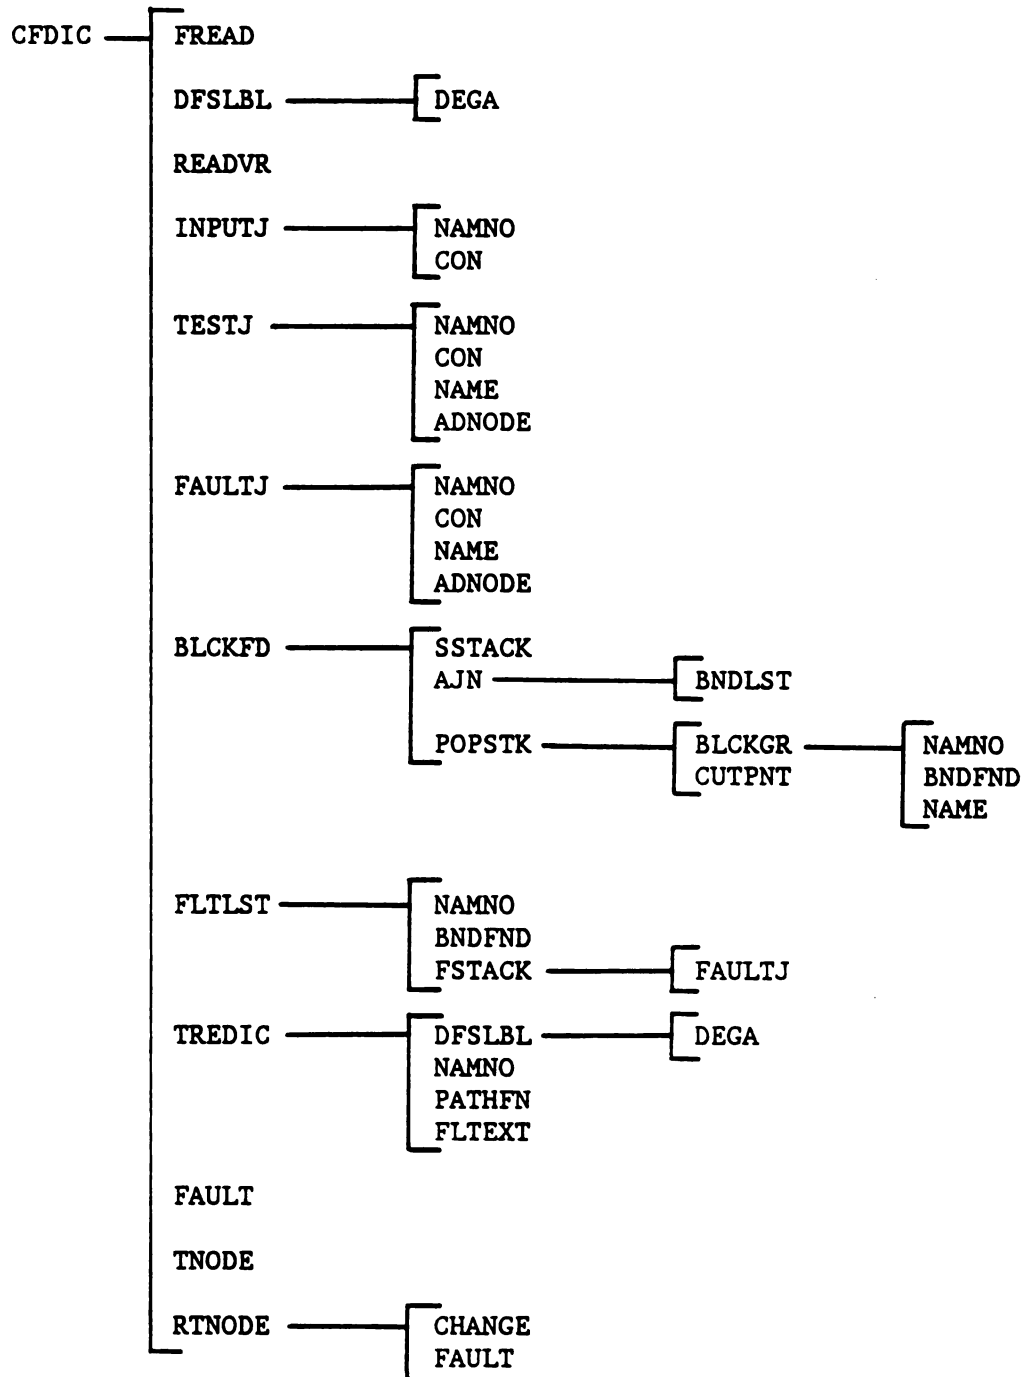 CFDIC FREAD
DFSLBL DEGA
READVR
INPUTJ NAMNO
CON
TESTJ NAMNO
CON
NAME
ADNODE
FAULTJ NAMNO
CON
NAME
ADNODE
BLCKFD SSTACK
AJN BNDLST
POPSTK BLCKGR NAMNO
CUTPNT BNDFND
NAME
FLTLST NAMNO
BNDFND
FSTACK FAULTJ
TREDIC DFSLBL DEGA
NAMNO
PATHFN
FLTEXT
FAULT
TNODE
RTNODE CHANGE
FAULT